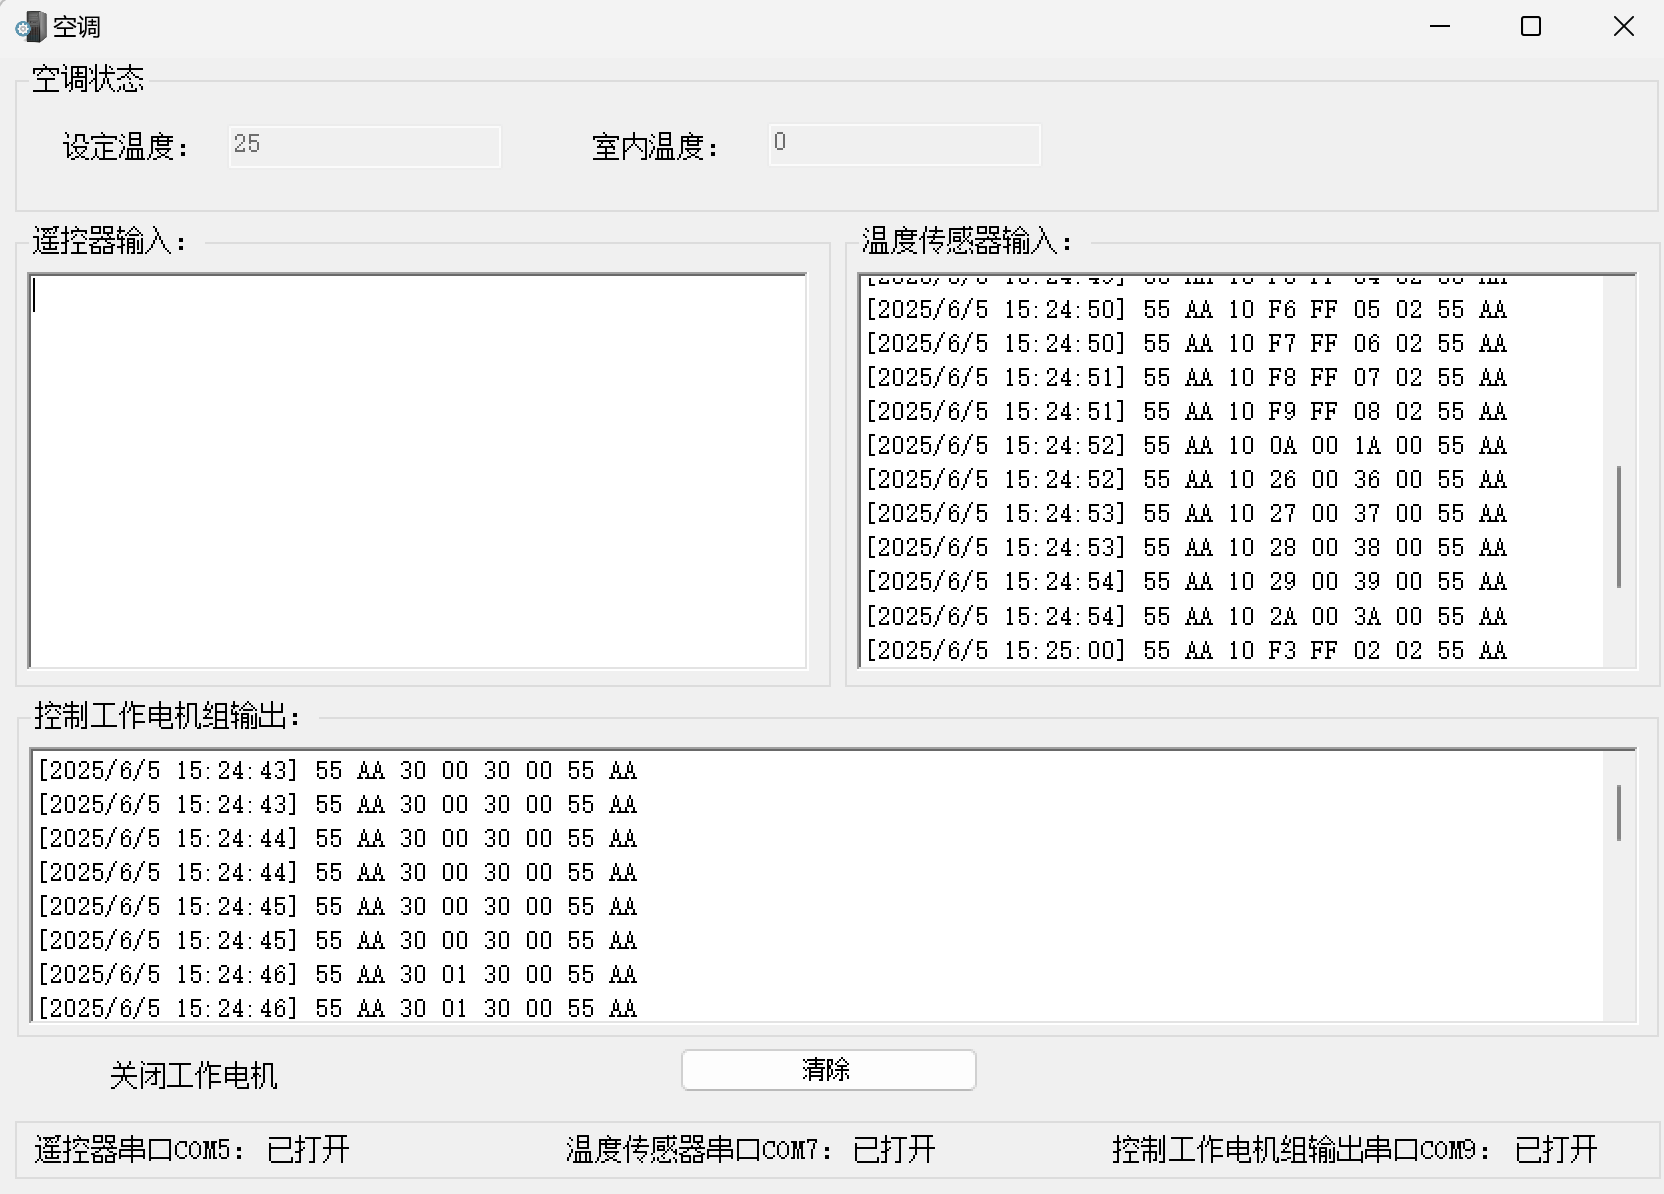 空调
空调状态
设定温度： 25 室内温度： 0
遥控器输入：
温度传感器输入：
[2025/6/5 15:24:50] 55 AA 10 F6 FF 05 02 55 AA
[2025/6/5 15:24:50] 55 AA 10 F7 FF 06 02 55 AA
[2025/6/5 15:24:51] 55 AA 10 F8 FF 07 02 55 AA
[2025/6/5 15:24:51] 55 AA 10 F9 FF 08 02 55 AA
[2025/6/5 15:24:52] 55 AA 10 0A 00 1A 00 55 AA
[2025/6/5 15:24:52] 55 AA 10 26 00 36 00 55 AA
[2025/6/5 15:24:53] 55 AA 10 27 00 37 00 55 AA
[2025/6/5 15:24:53] 55 AA 10 28 00 38 00 55 AA
[2025/6/5 15:24:54] 55 AA 10 29 00 39 00 55 AA
[2025/6/5 15:24:54] 55 AA 10 2A 00 3A 00 55 AA
[2025/6/5 15:25:00] 55 AA 10 F3 FF 02 02 55 AA
控制工作电机组输出：
[2025/6/5 15:24:43] 55 AA 30 00 30 00 55 AA
[2025/6/5 15:24:43] 55 AA 30 00 30 00 55 AA
[2025/6/5 15:24:44] 55 AA 30 00 30 00 55 AA
[2025/6/5 15:24:44] 55 AA 30 00 30 00 55 AA
[2025/6/5 15:24:45] 55 AA 30 00 30 00 55 AA
[2025/6/5 15:24:45] 55 AA 30 00 30 00 55 AA
[2025/6/5 15:24:46] 55 AA 30 01 30 00 55 AA
[2025/6/5 15:24:46] 55 AA 30 01 30 00 55 AA
关闭工作电机 清除
遥控器串口COM5： 已打开 温度传感器串口COM7： 已打开 控制工作电机组输出串口COM9： 已打开